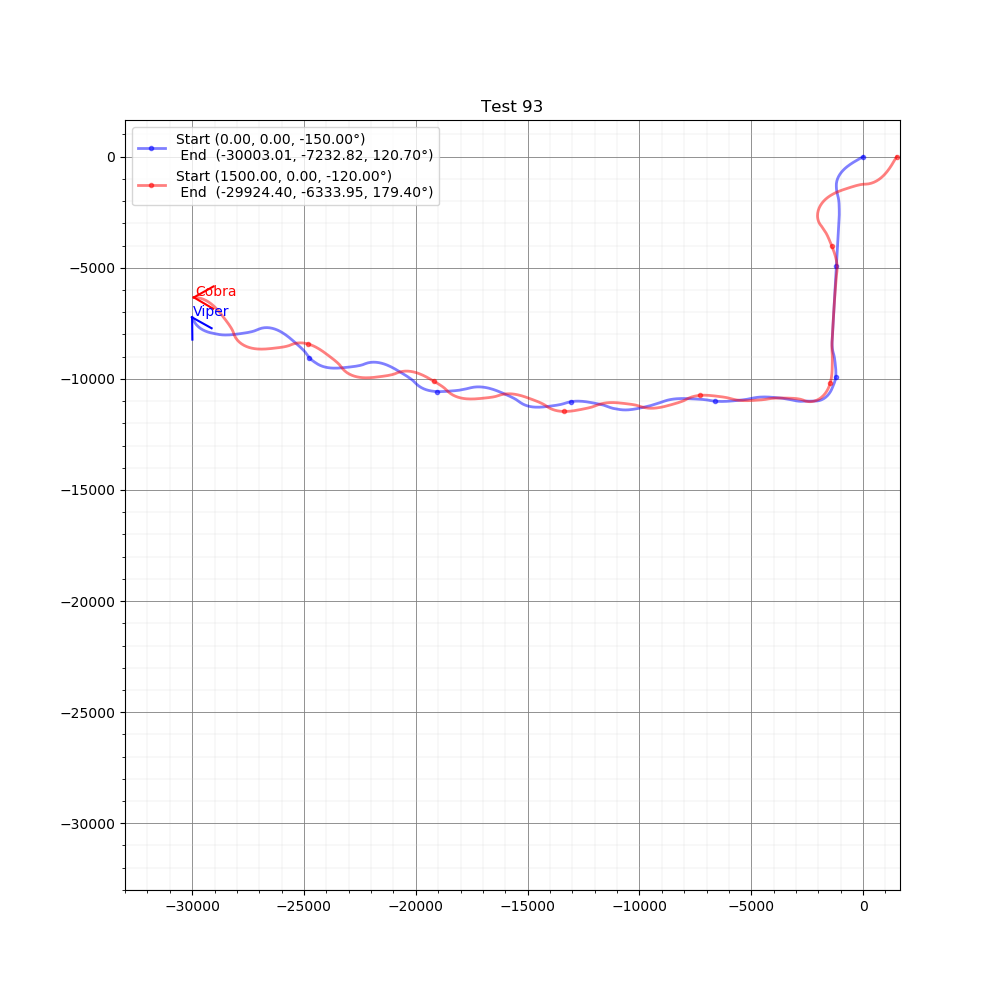 Test 93
Start (0.00, 0.00, -150.00°)
End (-30003.01, -7232.82, 120.70°)
Start (1500.00, 0.00, -120.00°)
End (-29924.40, -6333.95, 179.40°)
0
−5000
Cobra
Viper
−10000
−15000
−20000
−25000
−30000
−30000 −25000 −20000 −15000 −10000 −5000 0